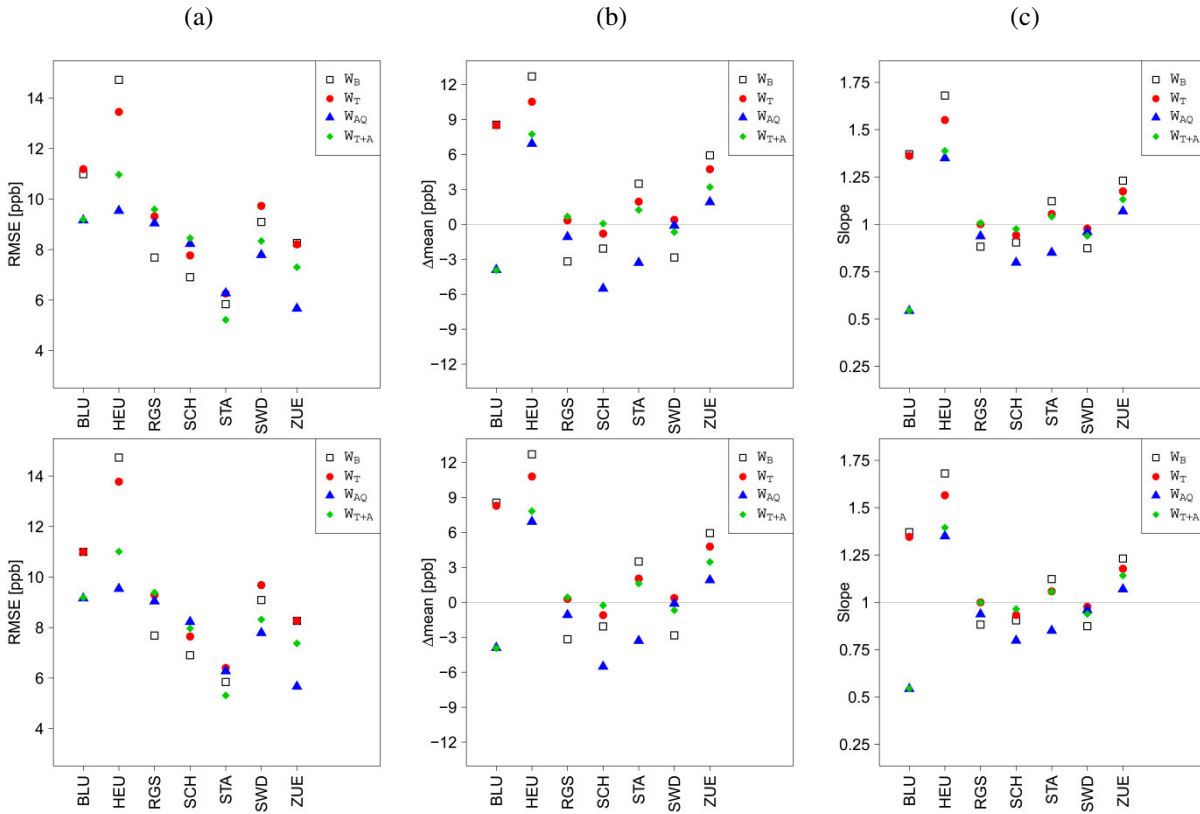 (a) (b) (c)
RMSE [ppb]
14
12
10
8
6
4
BLU HEU RGS SCH STA SWD ZUE
W_B
W_T
W_AQ
W_T+A
Δmean [ppb]
12
9
6
3
0
−3
−6
−9
−12
BLU HEU RGS SCH STA SWD ZUE
W_B
W_T
W_AQ
W_T+A
Slope
1.75
1.5
1.25
1
0.75
0.5
0.25
BLU HEU RGS SCH STA SWD ZUE
W_B
W_T
W_AQ
W_T+A
RMSE [ppb]
14
12
10
8
6
4
BLU HEU RGS SCH STA SWD ZUE
W_B
W_T
W_AQ
W_T+A
Δmean [ppb]
12
9
6
3
0
−3
−6
−9
−12
BLU HEU RGS SCH STA SWD ZUE
W_B
W_T
W_AQ
W_T+A
Slope
1.75
1.5
1.25
1
0.75
0.5
0.25
BLU HEU RGS SCH STA SWD ZUE
W_B
W_T
W_AQ
W_T+A